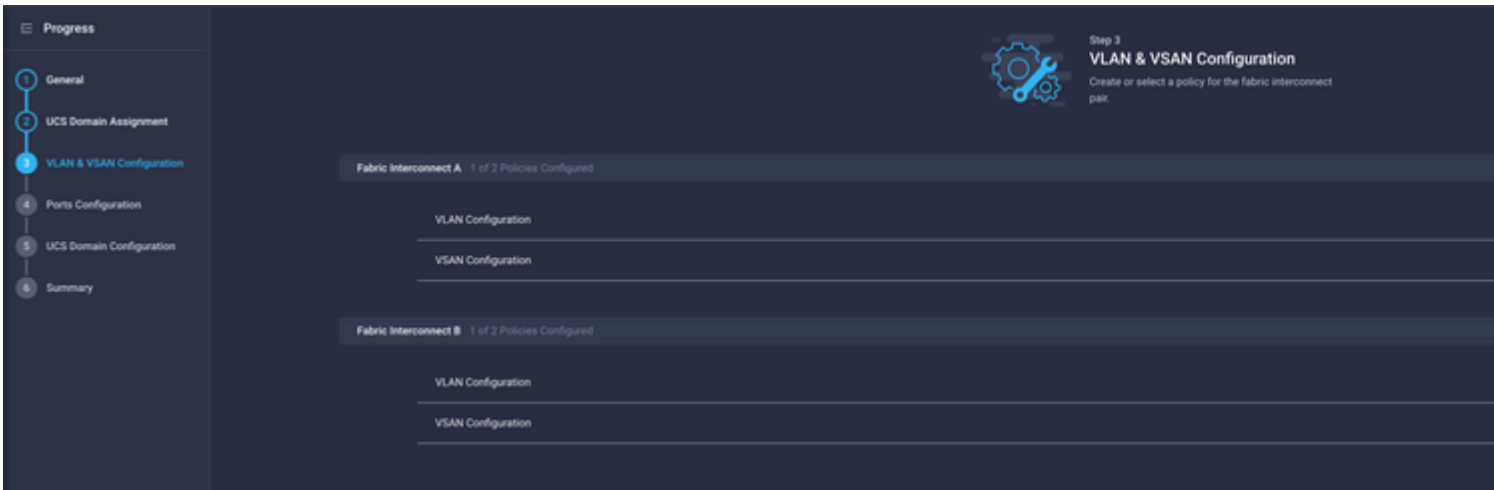 Progress
1 General
2 UCS Domain Assignment
3 VLAN & VSAN Configuration
4 Ports Configuration
5 UCS Domain Configuration
6 Summary
Step 3
VLAN & VSAN Configuration
Create or select a policy for the fabric interconnect
pair.
Fabric Interconnect A 1 of 2 Policies Configured
VLAN Configuration
VSAN Configuration
Fabric Interconnect B 1 of 2 Policies Configured
VLAN Configuration
VSAN Configuration